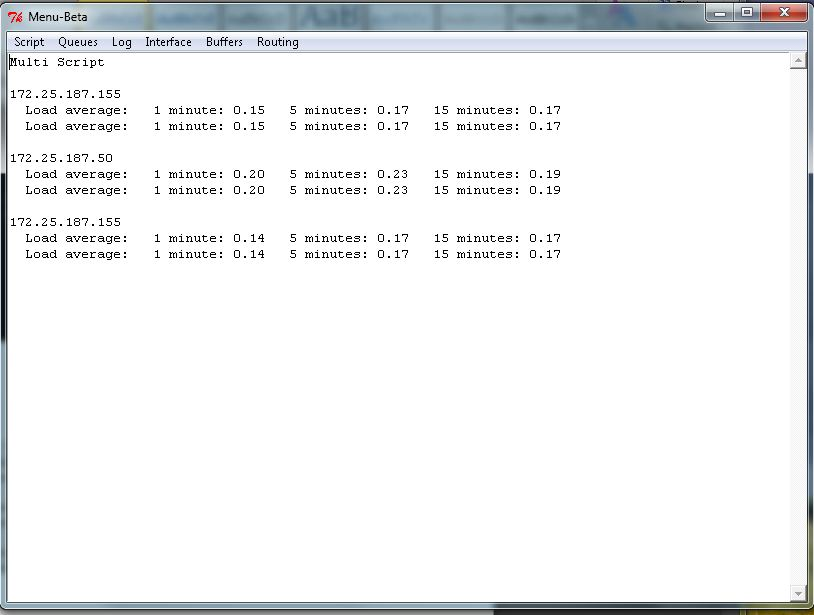 Menu-Beta
Script Queues Log Interface Buffers Routing
Multi Script
172.25.187.155
Load average: 1 minute: 0.15 5 minutes: 0.17 15 minutes: 0.17
Load average: 1 minute: 0.15 5 minutes: 0.17 15 minutes: 0.17
172.25.187.50
Load average: 1 minute: 0.20 5 minutes: 0.23 15 minutes: 0.19
Load average: 1 minute: 0.20 5 minutes: 0.23 15 minutes: 0.19
172.25.187.155
Load average: 1 minute: 0.14 5 minutes: 0.17 15 minutes: 0.17
Load average: 1 minute: 0.14 5 minutes: 0.17 15 minutes: 0.17